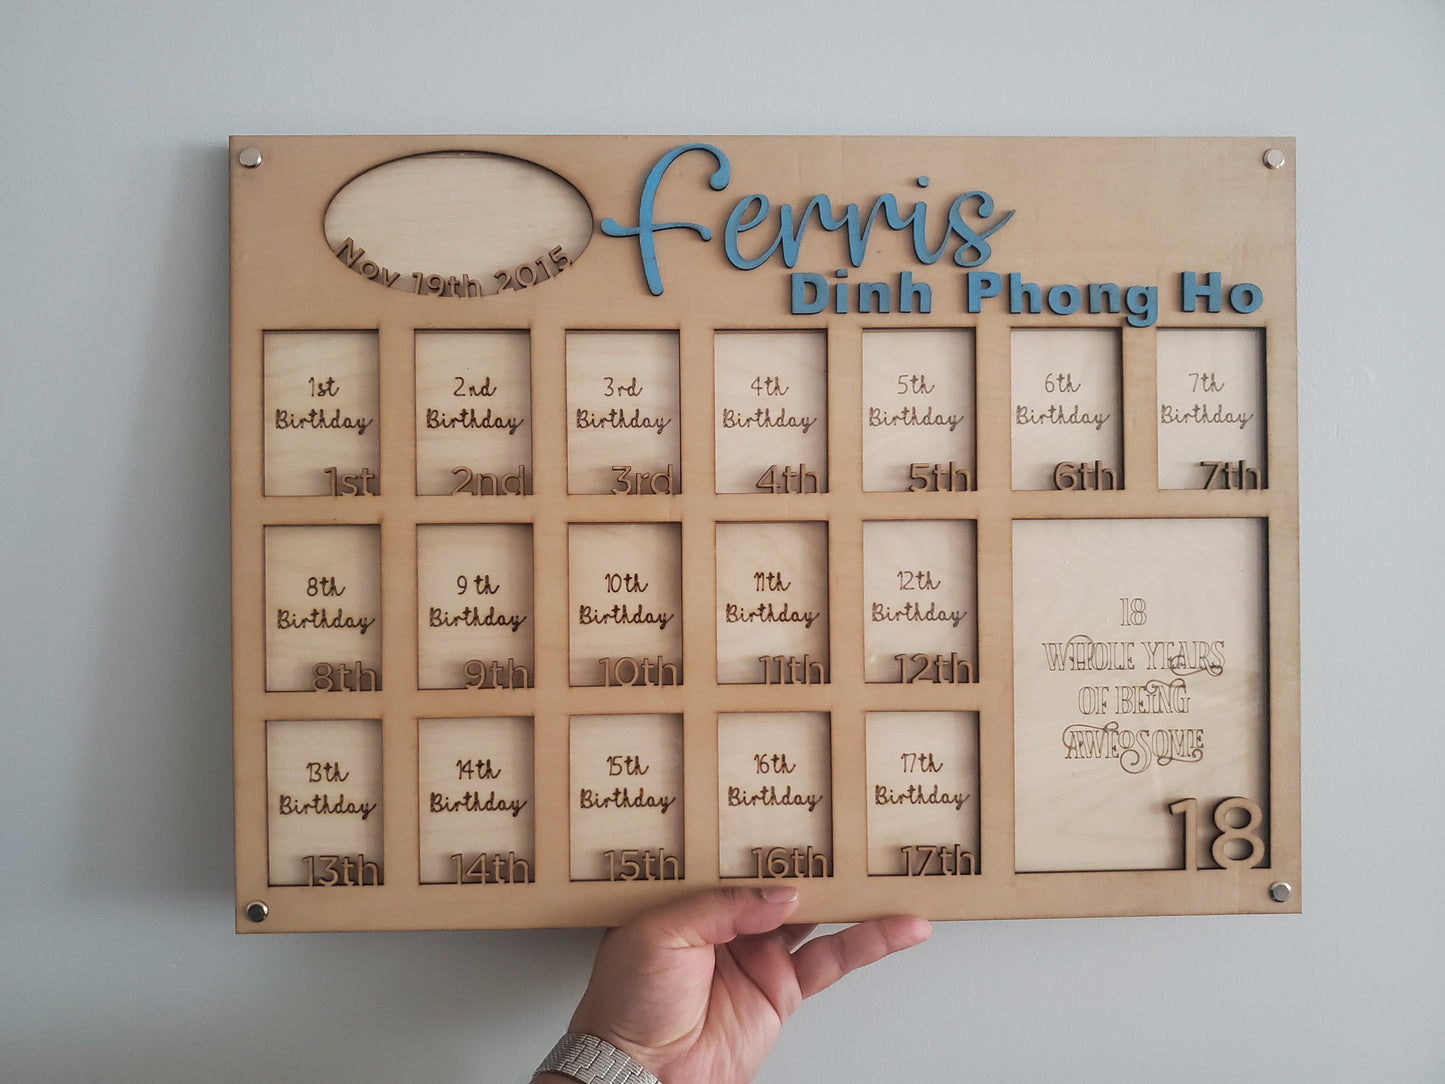 Nov 19th 2015
Ferris
Dinh Phong Ho
1st
Birthday
1st
2nd
Birthday
2nd
3rd
Birthday
3rd
4th
Birthday
4th
5th
Birthday
5th
6th
Birthday
6th
7th
Birthday
7th
8th
Birthday
8th
9th
Birthday
9th
10th
Birthday
10th
11th
Birthday
11th
12th
Birthday
12th
13th
Birthday
13th
14th
Birthday
14th
15th
Birthday
15th
16th
Birthday
16th
17th
Birthday
17th
18
WHOLE YEARS
OF BEING
AWESOME
18